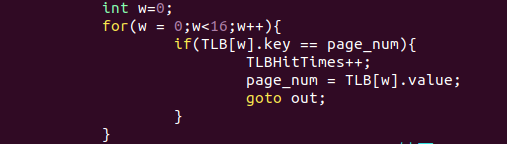 int w=0;
for(w = 0;w<16;w++){
if(TLB[w].key == page_num){
TLBHitTimes++;
page_num = TLB[w].value;
goto out;
}
}